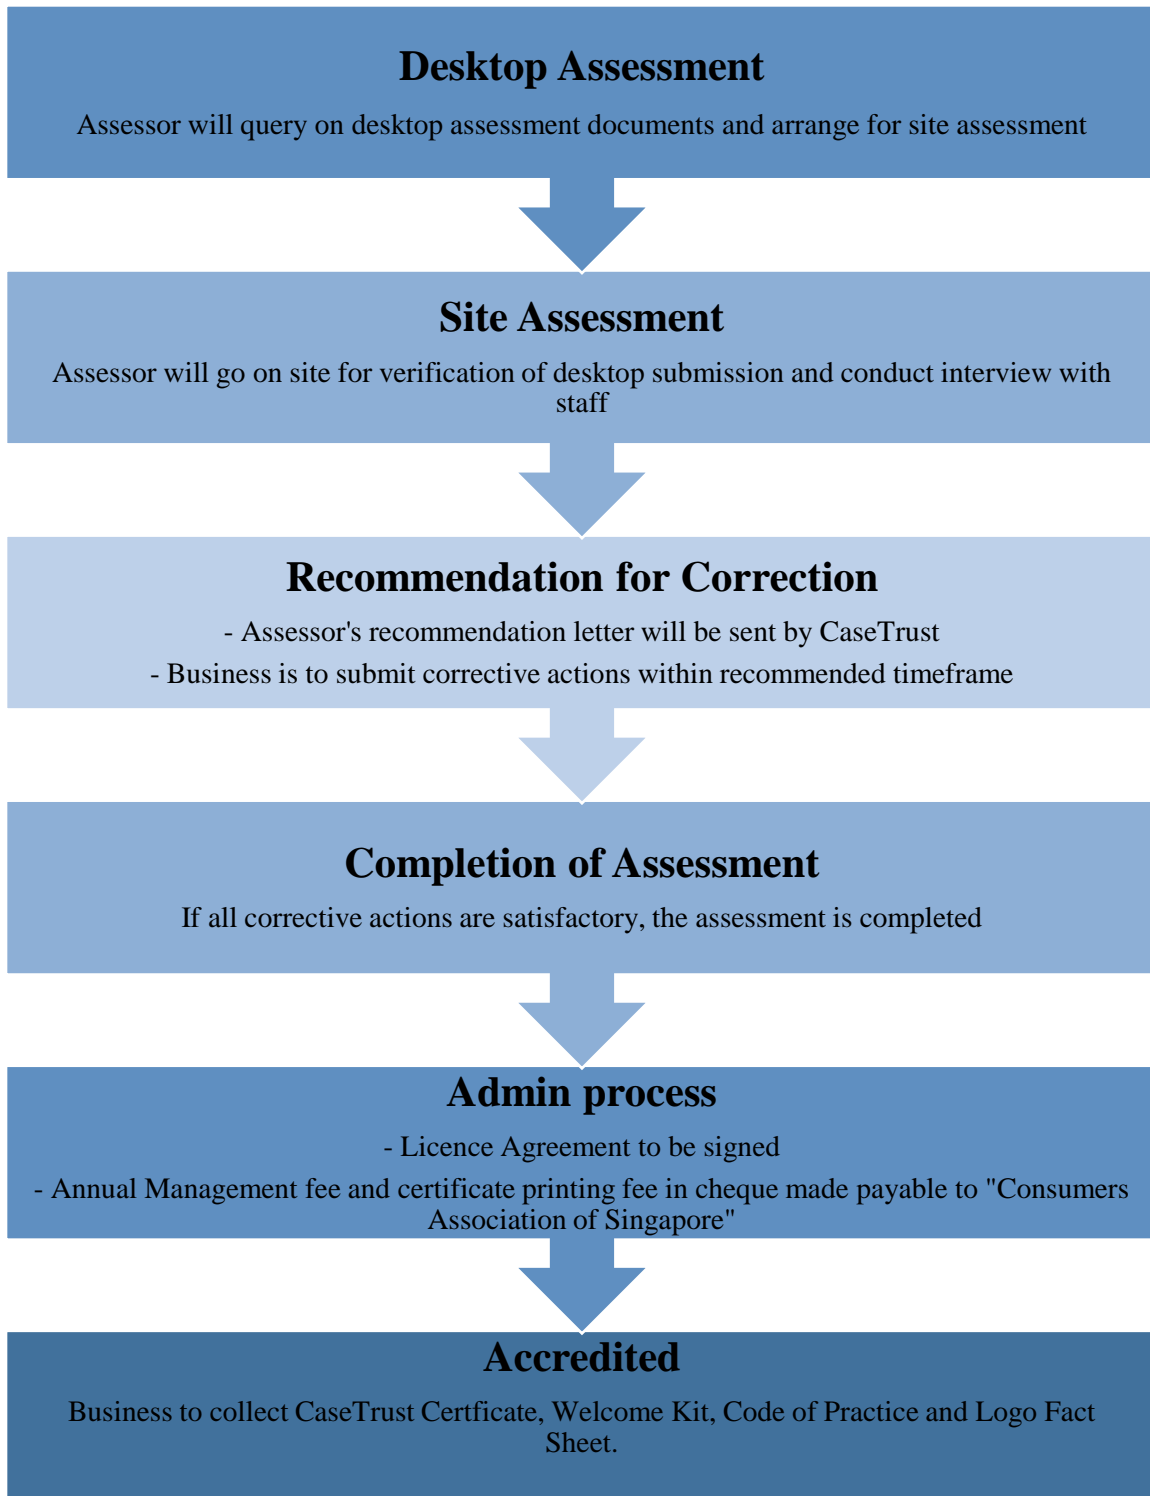 Desktop Assessment
Assessor will query on desktop assessment documents and arrange for site assessment
Site Assessment
Assessor will go on site for verification of desktop submission and conduct interview with
staff
Recommendation for Correction
- Assessor's recommendation letter will be sent by CaseTrust
- Business is to submit corrective actions within recommended timeframe
Completion of Assessment
If all corrective actions are satisfactory, the assessment is completed
Admin process
- Licence Agreement to be signed
- Annual Management fee and certificate printing fee in cheque made payable to "Consumers
Association of Singapore"
Accredited
Business to collect CaseTrust Certficate, Welcome Kit, Code of Practice and Logo Fact
Sheet.